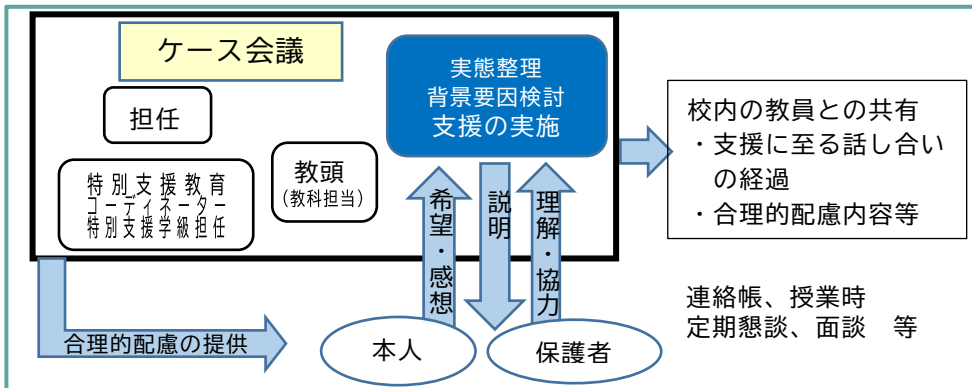 ケース会議
実態整理
背景要因検討
支援の実施
担任
特別支援教育
コーディネーター
特別支援学級担任
教頭
(教科担当)
校内の教員との共有
・支援に至る話し合い
の経過
・合理的配慮内容等
希望・感想
説明
理解・協力
連絡帳、授業時
定期懇談、面談　等
合理的配慮の提供
本人
保護者